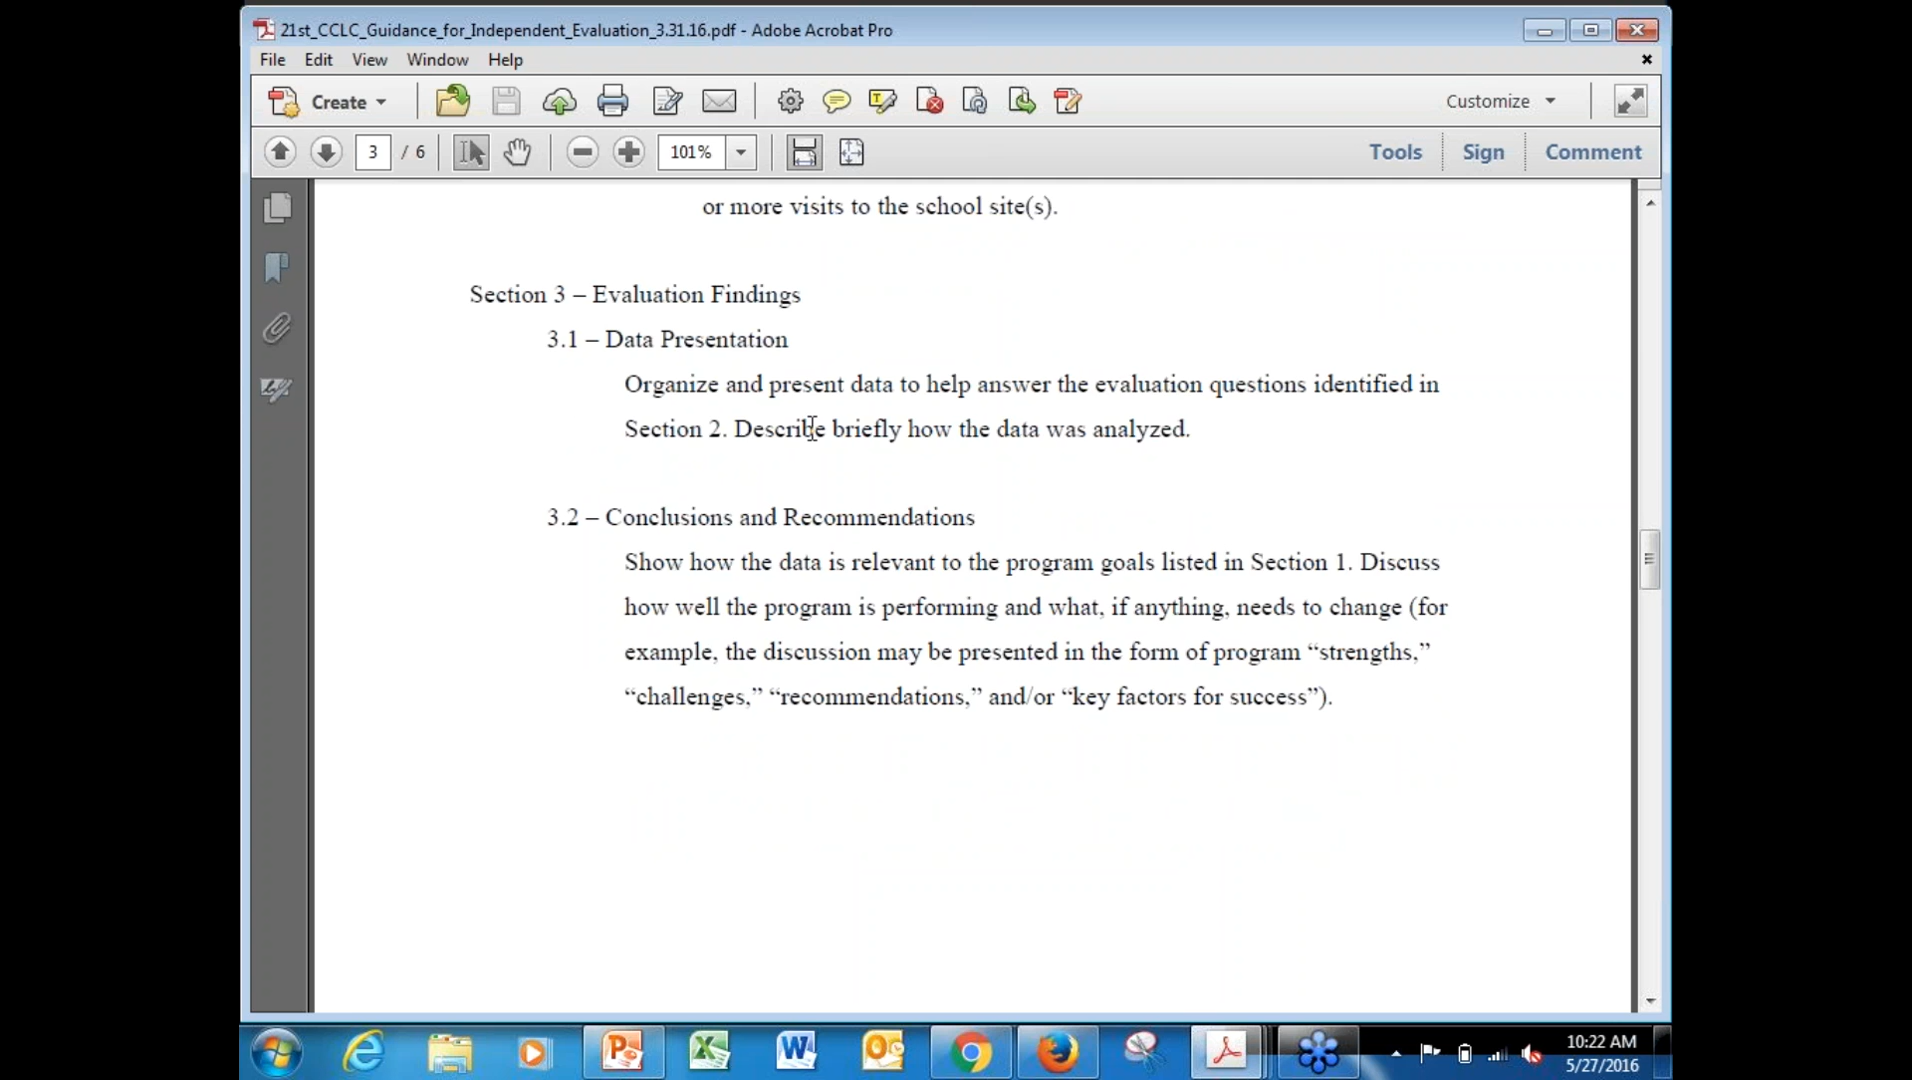 21st_CCLC_Guidance_for_Independent_Evaluation_3.31.16.pdf - Adobe Acrobat Pro
File Edit View Window Help
Create Customize
3 / 6 101% Tools Sign Comment
or more visits to the school site(s).
Section 3 – Evaluation Findings
3.1 – Data Presentation
Organize and present data to help answer the evaluation questions identified in
Section 2. Describe briefly how the data was analyzed.
3.2 – Conclusions and Recommendations
Show how the data is relevant to the program goals listed in Section 1. Discuss
how well the program is performing and what, if anything, needs to change (for
example, the discussion may be presented in the form of program “strengths,”
“challenges,” “recommendations,” and/or “key factors for success”).
10:22 AM
5/27/2016